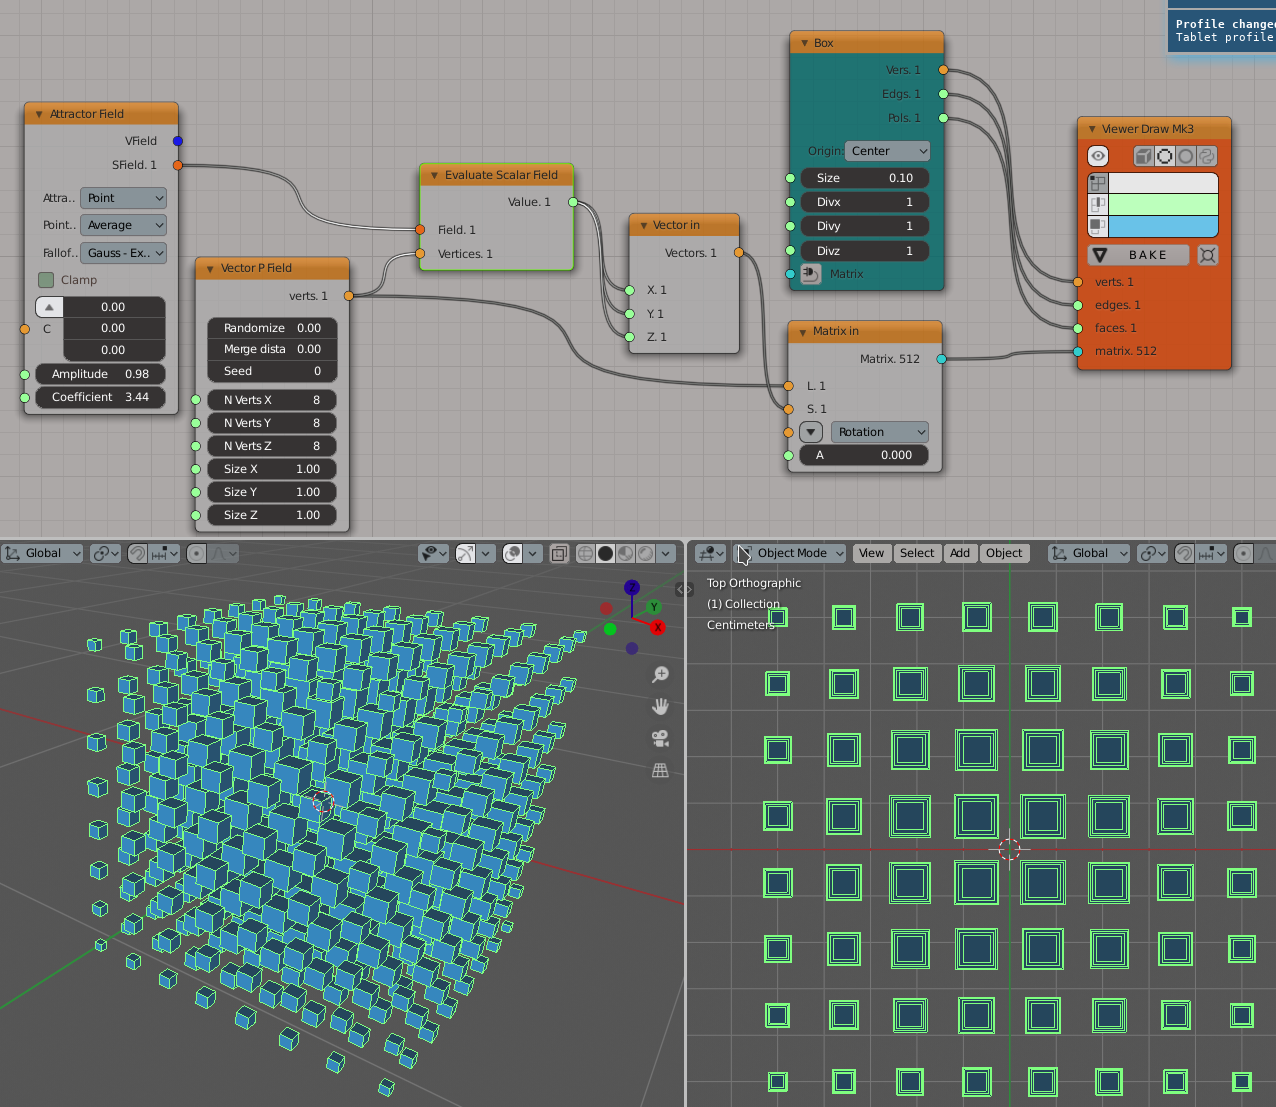 Profile change
Tablet profile
Attractor Field
VField
SField. 1
Attra..
Point
Point..
Average
Fallof..
Gauss - Ex..
Clamp
0.00
C
0.00
0.00
Amplitude
0.98
Coefficient
3.44
Vector P Field
verts. 1
Randomize
0.00
Merge dista
0.00
Seed
0
N Verts X
8
N Verts Y
8
N Verts Z
8
Size X
1.00
Size Y
1.00
Size Z
1.00
Evaluate Scalar Field
Value. 1
Field. 1
Vertices. 1
Vector in
Vectors. 1
X. 1
Y. 1
Z. 1
Box
Vers. 1
Edgs. 1
Pols. 1
Origin:
Center
Size
0.10
Divx
1
Divy
1
Divz
1
Matrix
Matrix in
Matrix. 512
L. 1
S. 1
Rotation
A
0.000
Viewer Draw Mk3
BAKE
verts. 1
edges. 1
faces. 1
matrix. 512
Global
Z
Y
X
Object Mode
View
Select
Add
Object
Global
Top Orthographic
(1) Collection
Centimeters